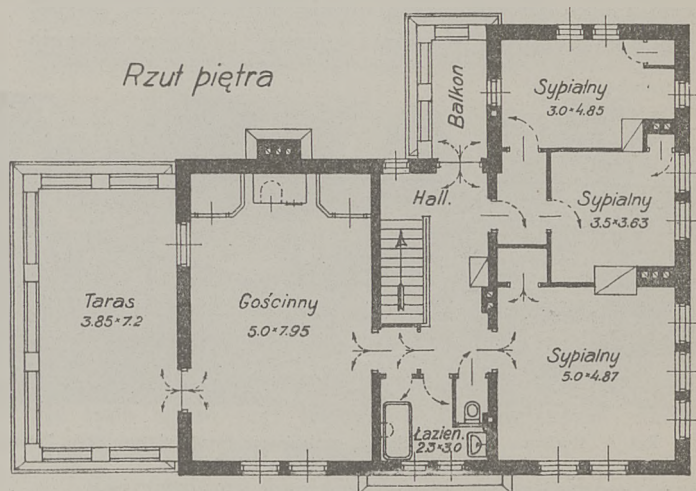 Rzut piętra
Balkon
Sypialny
3.0×4.85
Hall.
Sypialny
3.5×3.63
Taras
3.85×7.2
Gościnny
5.0×7.95
Sypialny
5.0×4.87
Łazien.
2.3×3.0